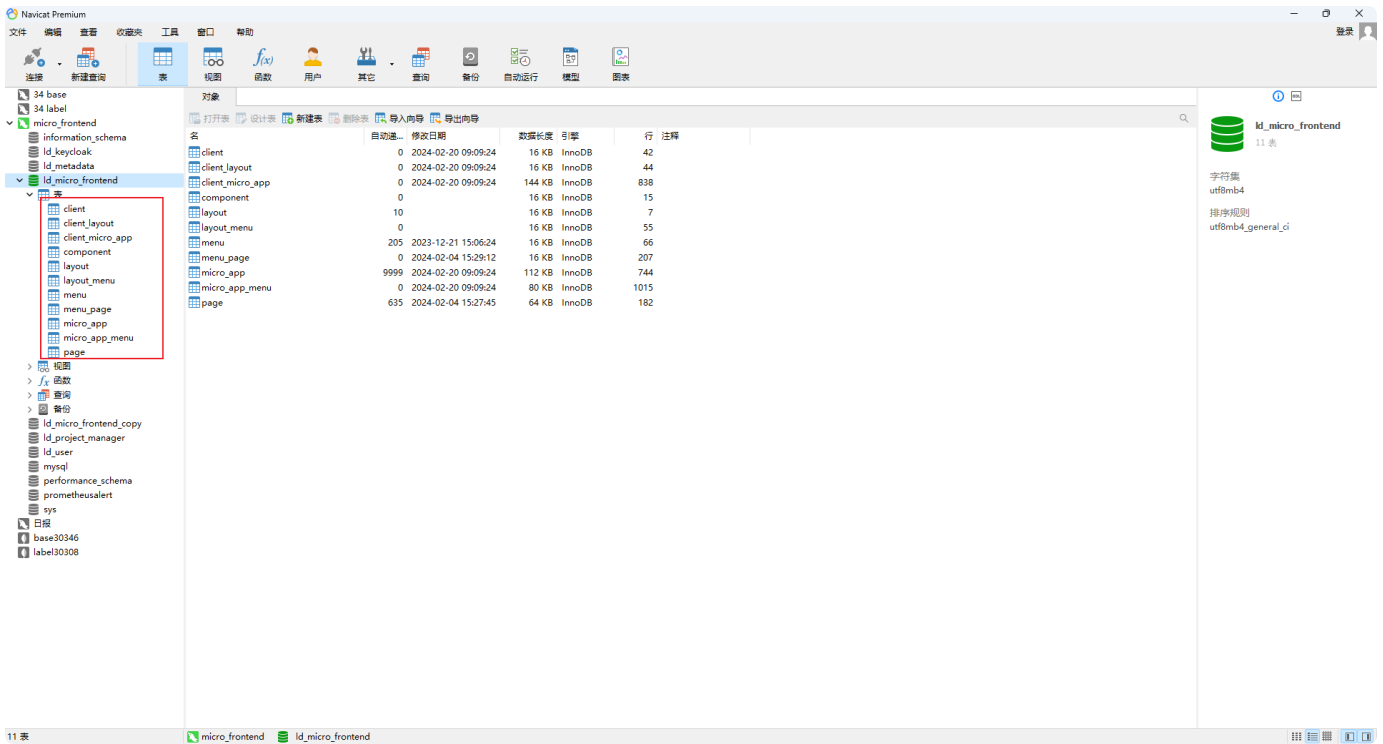 Navicat Premium
文件 编辑 查看 收藏夹 工具 窗口 帮助
登录
连接 新建查询 表 视图 函数 用户 其它 查询 备份 自动运行 模型 图表
34 base
34 label
micro_frontend
information_schema
ld_keycloak
ld_metadata
ld_micro_frontend
表
client
client_layout
client_micro_app
component
layout
layout_menu
menu
menu_page
micro_app
micro_app_menu
page
视图
函数
查询
备份
ld_micro_frontend_copy
ld_project_manager
ld_user
mysql
performance_schema
prometheusalert
sys
日报
base30346
label30308
对象
打开表 设计表 新建表 删除表 导入向导 导出向导
名 自动递... 修改日期 数据长度 引擎 行 注释
client 0 2024-02-20 09:09:24 16 KB InnoDB 42
client_layout 0 2024-02-20 09:09:24 16 KB InnoDB 44
client_micro_app 0 2024-02-20 09:09:24 144 KB InnoDB 838
component 0 16 KB InnoDB 15
layout 10 16 KB InnoDB 7
layout_menu 0 16 KB InnoDB 55
menu 205 2023-12-21 15:06:24 16 KB InnoDB 66
menu_page 0 2024-02-04 15:29:12 16 KB InnoDB 207
micro_app 9999 2024-02-20 09:09:24 112 KB InnoDB 744
micro_app_menu 0 2024-02-20 09:09:24 80 KB InnoDB 1015
page 635 2024-02-04 15:27:45 64 KB InnoDB 182
ld_micro_frontend
11 表
字符集
utf8mb4
排序规则
utf8mb4_general_ci
11 表 micro_frontend ld_micro_frontend